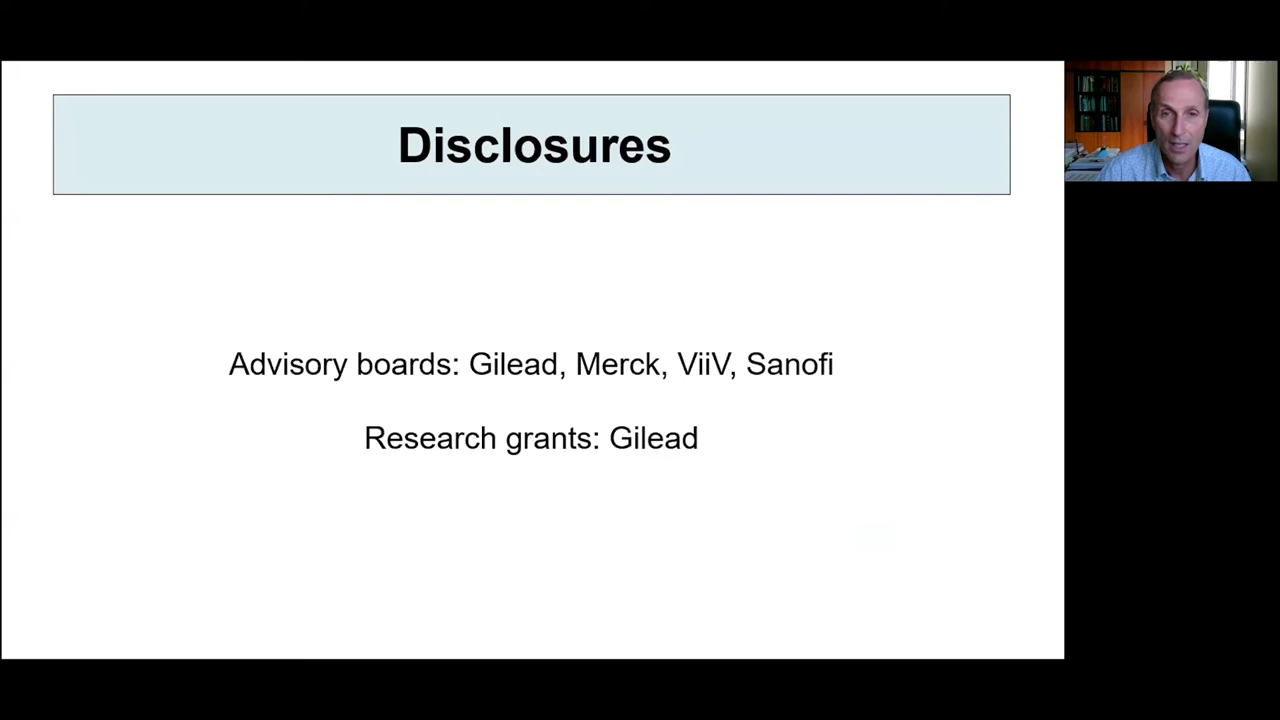 Disclosures
Advisory boards: Gilead, Merck, ViiV, Sanofi
Research grants: Gilead